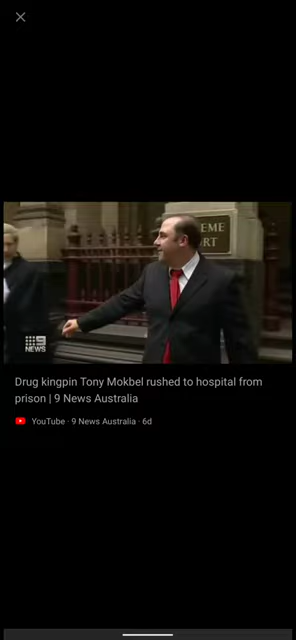 EME
RT
9
NEWS
Drug kingpin Tony Mokbel rushed to hospital from
prison | 9 News Australia
YouTube · 9 News Australia · 6d